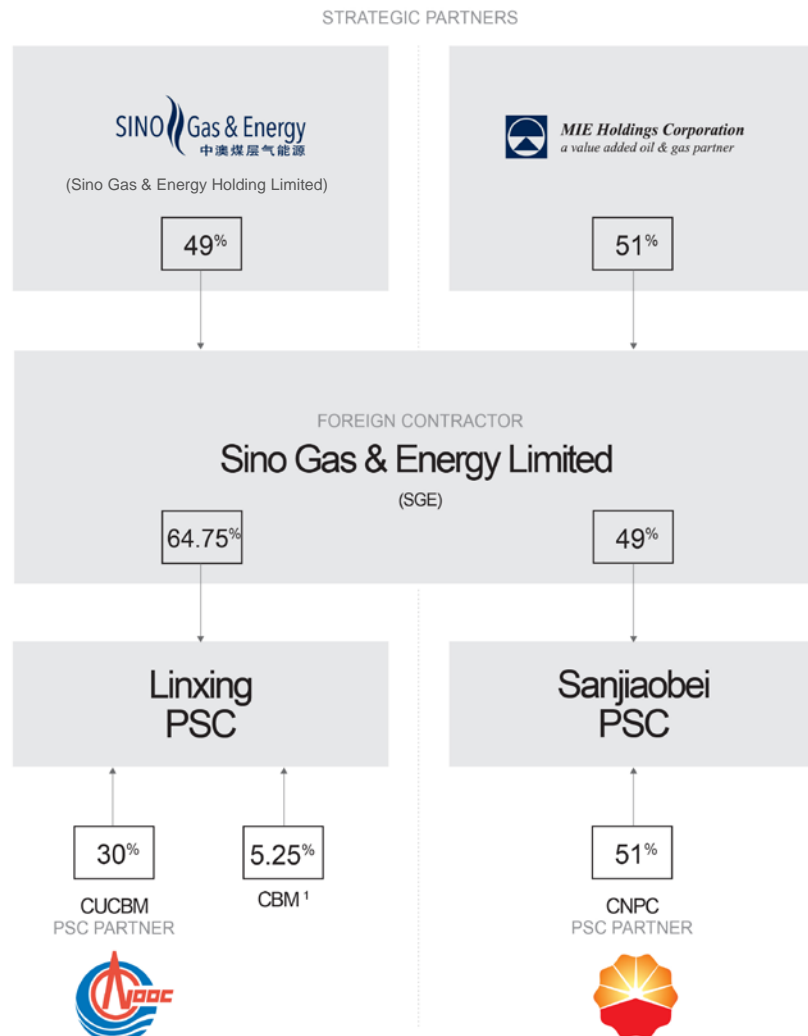 STRATEGIC PARTNERS
SINO Gas & Energy
中澳煤层气能源
(Sino Gas & Energy Holding Limited)
49%
MIE Holdings Corporation
a value added oil & gas partner
51%
FOREIGN CONTRACTOR
Sino Gas & Energy Limited
(SGE)
64.75%
49%
Linxing
PSC
Sanjiaobei
PSC
30%
CUCBM
PSC PARTNER
5.25%
CBM ¹
51%
CNPC
PSC PARTNER
CNOOC